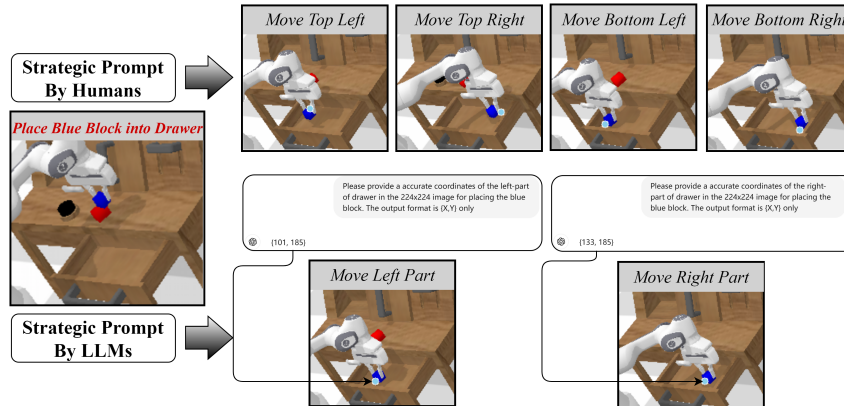 Move Top Left
Move Top Right
Move Bottom Left
Move Bottom Right
Strategic Prompt
By Humans
Place Blue Block into Drawer
Please provide a accurate coordinates of the left-part
of drawer in the 224x224 image for placing the blue
block. The output format is (X,Y) only
(101, 185)
Please provide a accurate coordinates of the right-
part of drawer in the 224x224 image for placing the
blue block. The output format is (X,Y) only
(133, 185)
Move Left Part
Move Right Part
Strategic Prompt
By LLMs